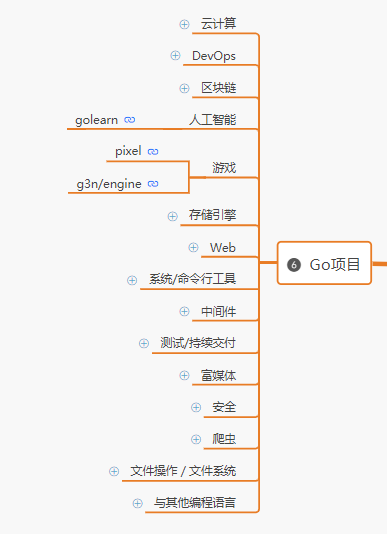 云计算
DevOps
区块链
golearn 人工智能
pixel
游戏
g3n/engine
存储引擎
Web
6 Go项目
系统/命令行工具
中间件
测试/持续交付
富媒体
安全
爬虫
文件操作 / 文件系统
与其他编程语言